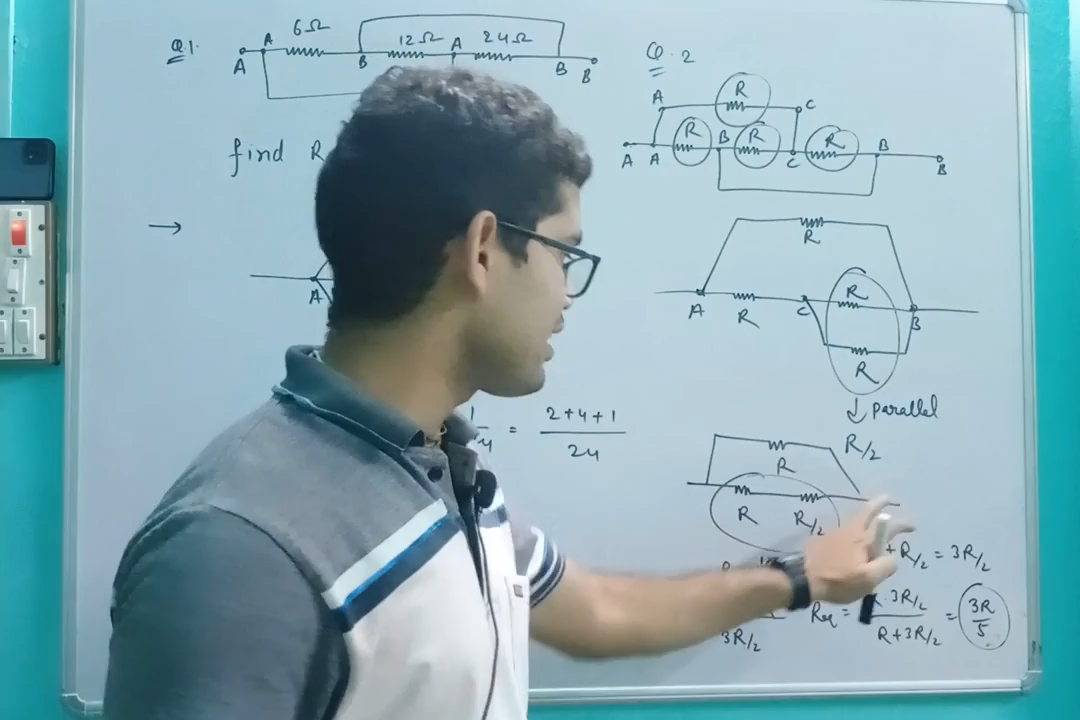 Q1.
A A 6Ω B 12Ω A 24Ω B B
find R
→
A
= 2+4+1
24
Q.2
A R C
A A R B R C R B B
R
A R C R B
R
↓ parallel
R/2
R
R R/2
+R/2 = 3R/2
3R/2
Req = R·3R/2 / R+3R/2 = 3R/5